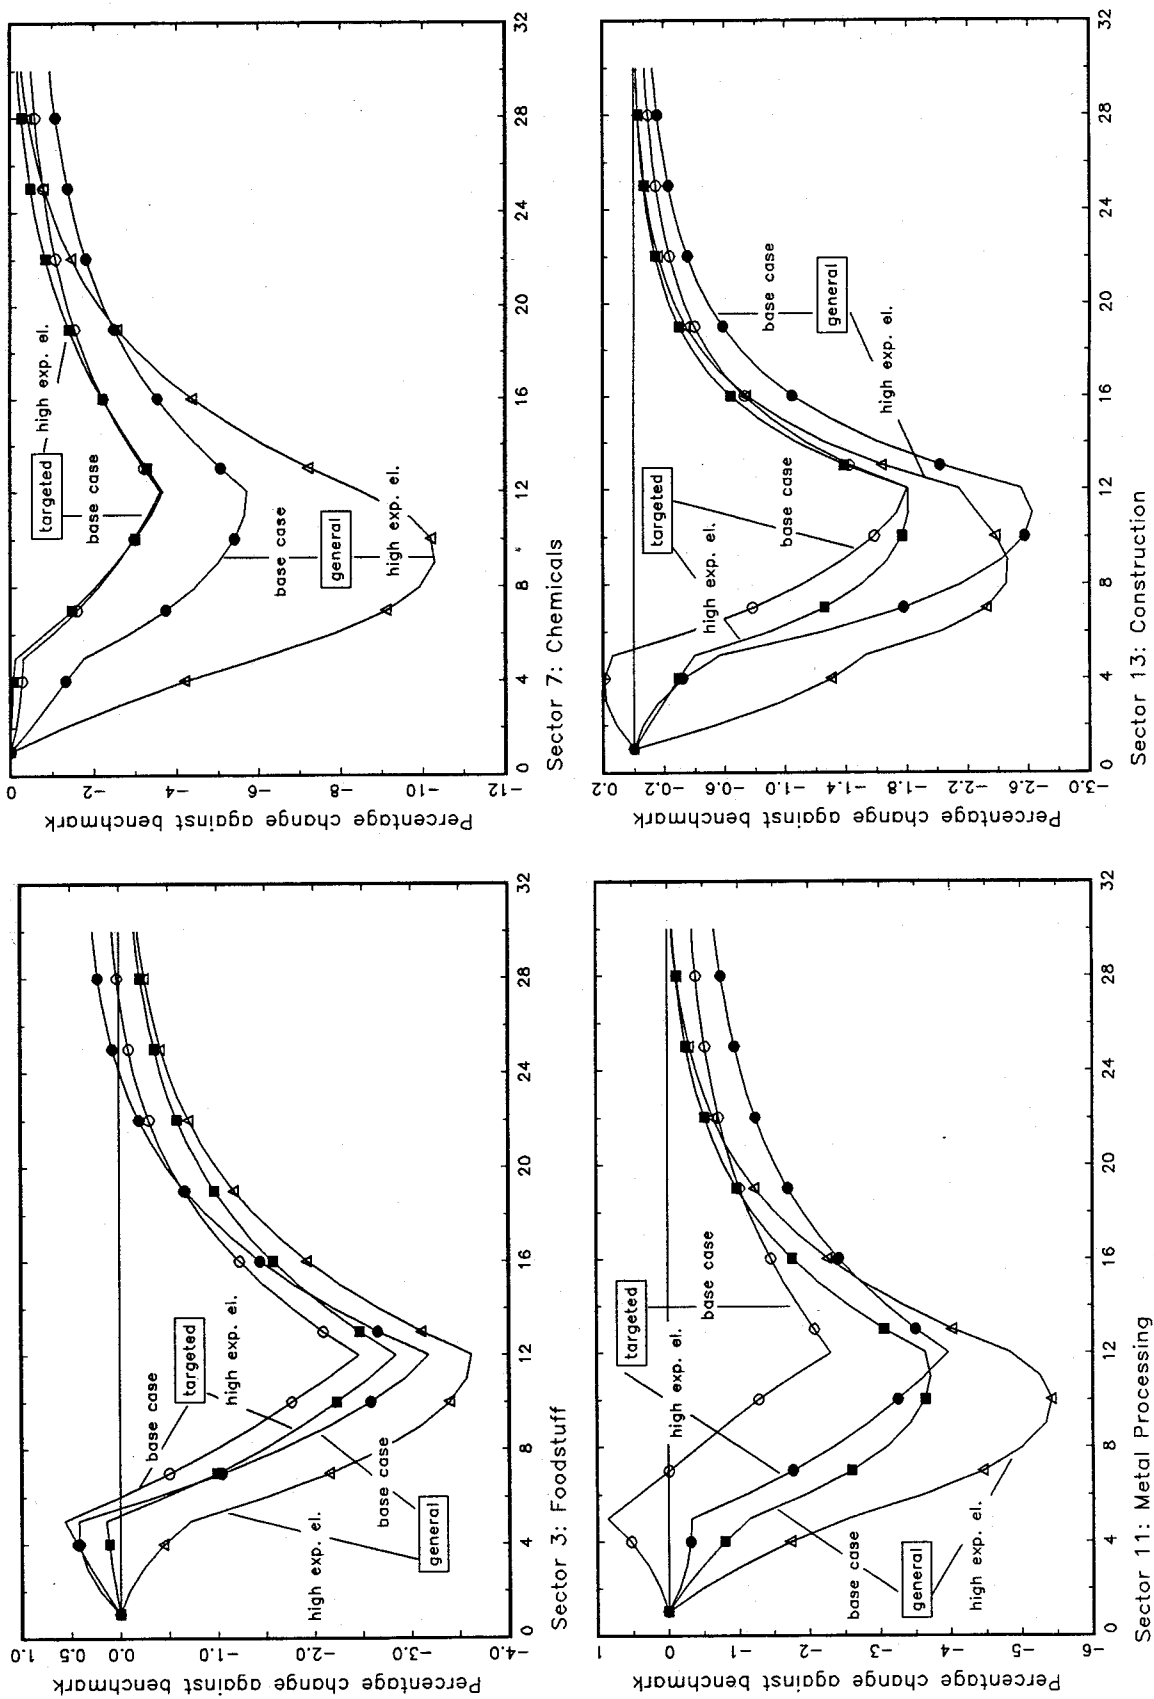 Percentage change against benchmark
1.0
0.5
0.0
-1.0
-2.0
-3.0
-4.0
base case
targeted
high exp. el.
high exp. el.
base case
general
0 4 8 12 16 20 24 28 32
Sector 3: Foodstuff
Percentage change against benchmark
0
-2
-4
-6
-8
-10
-12
targeted
high exp. el.
base case
base case
general
high exp. el.
0 4 8 12 16 20 24 28 32
Sector 7: Chemicals
Percentage change against benchmark
1
0
-1
-2
-3
-4
-5
-6
targeted
high exp. el.
base case
base case
general
high exp. el.
0 4 8 12 16 20 24 28 32
Sector 11: Metal Processing
Percentage change against benchmark
0.2
-0.2
-0.6
-1.0
-1.4
-1.8
-2.2
-2.6
-3.0
targeted
high exp. el.
base case
base case
general
high exp. el.
0 4 8 12 16 20 24 28 32
Sector 13: Construction